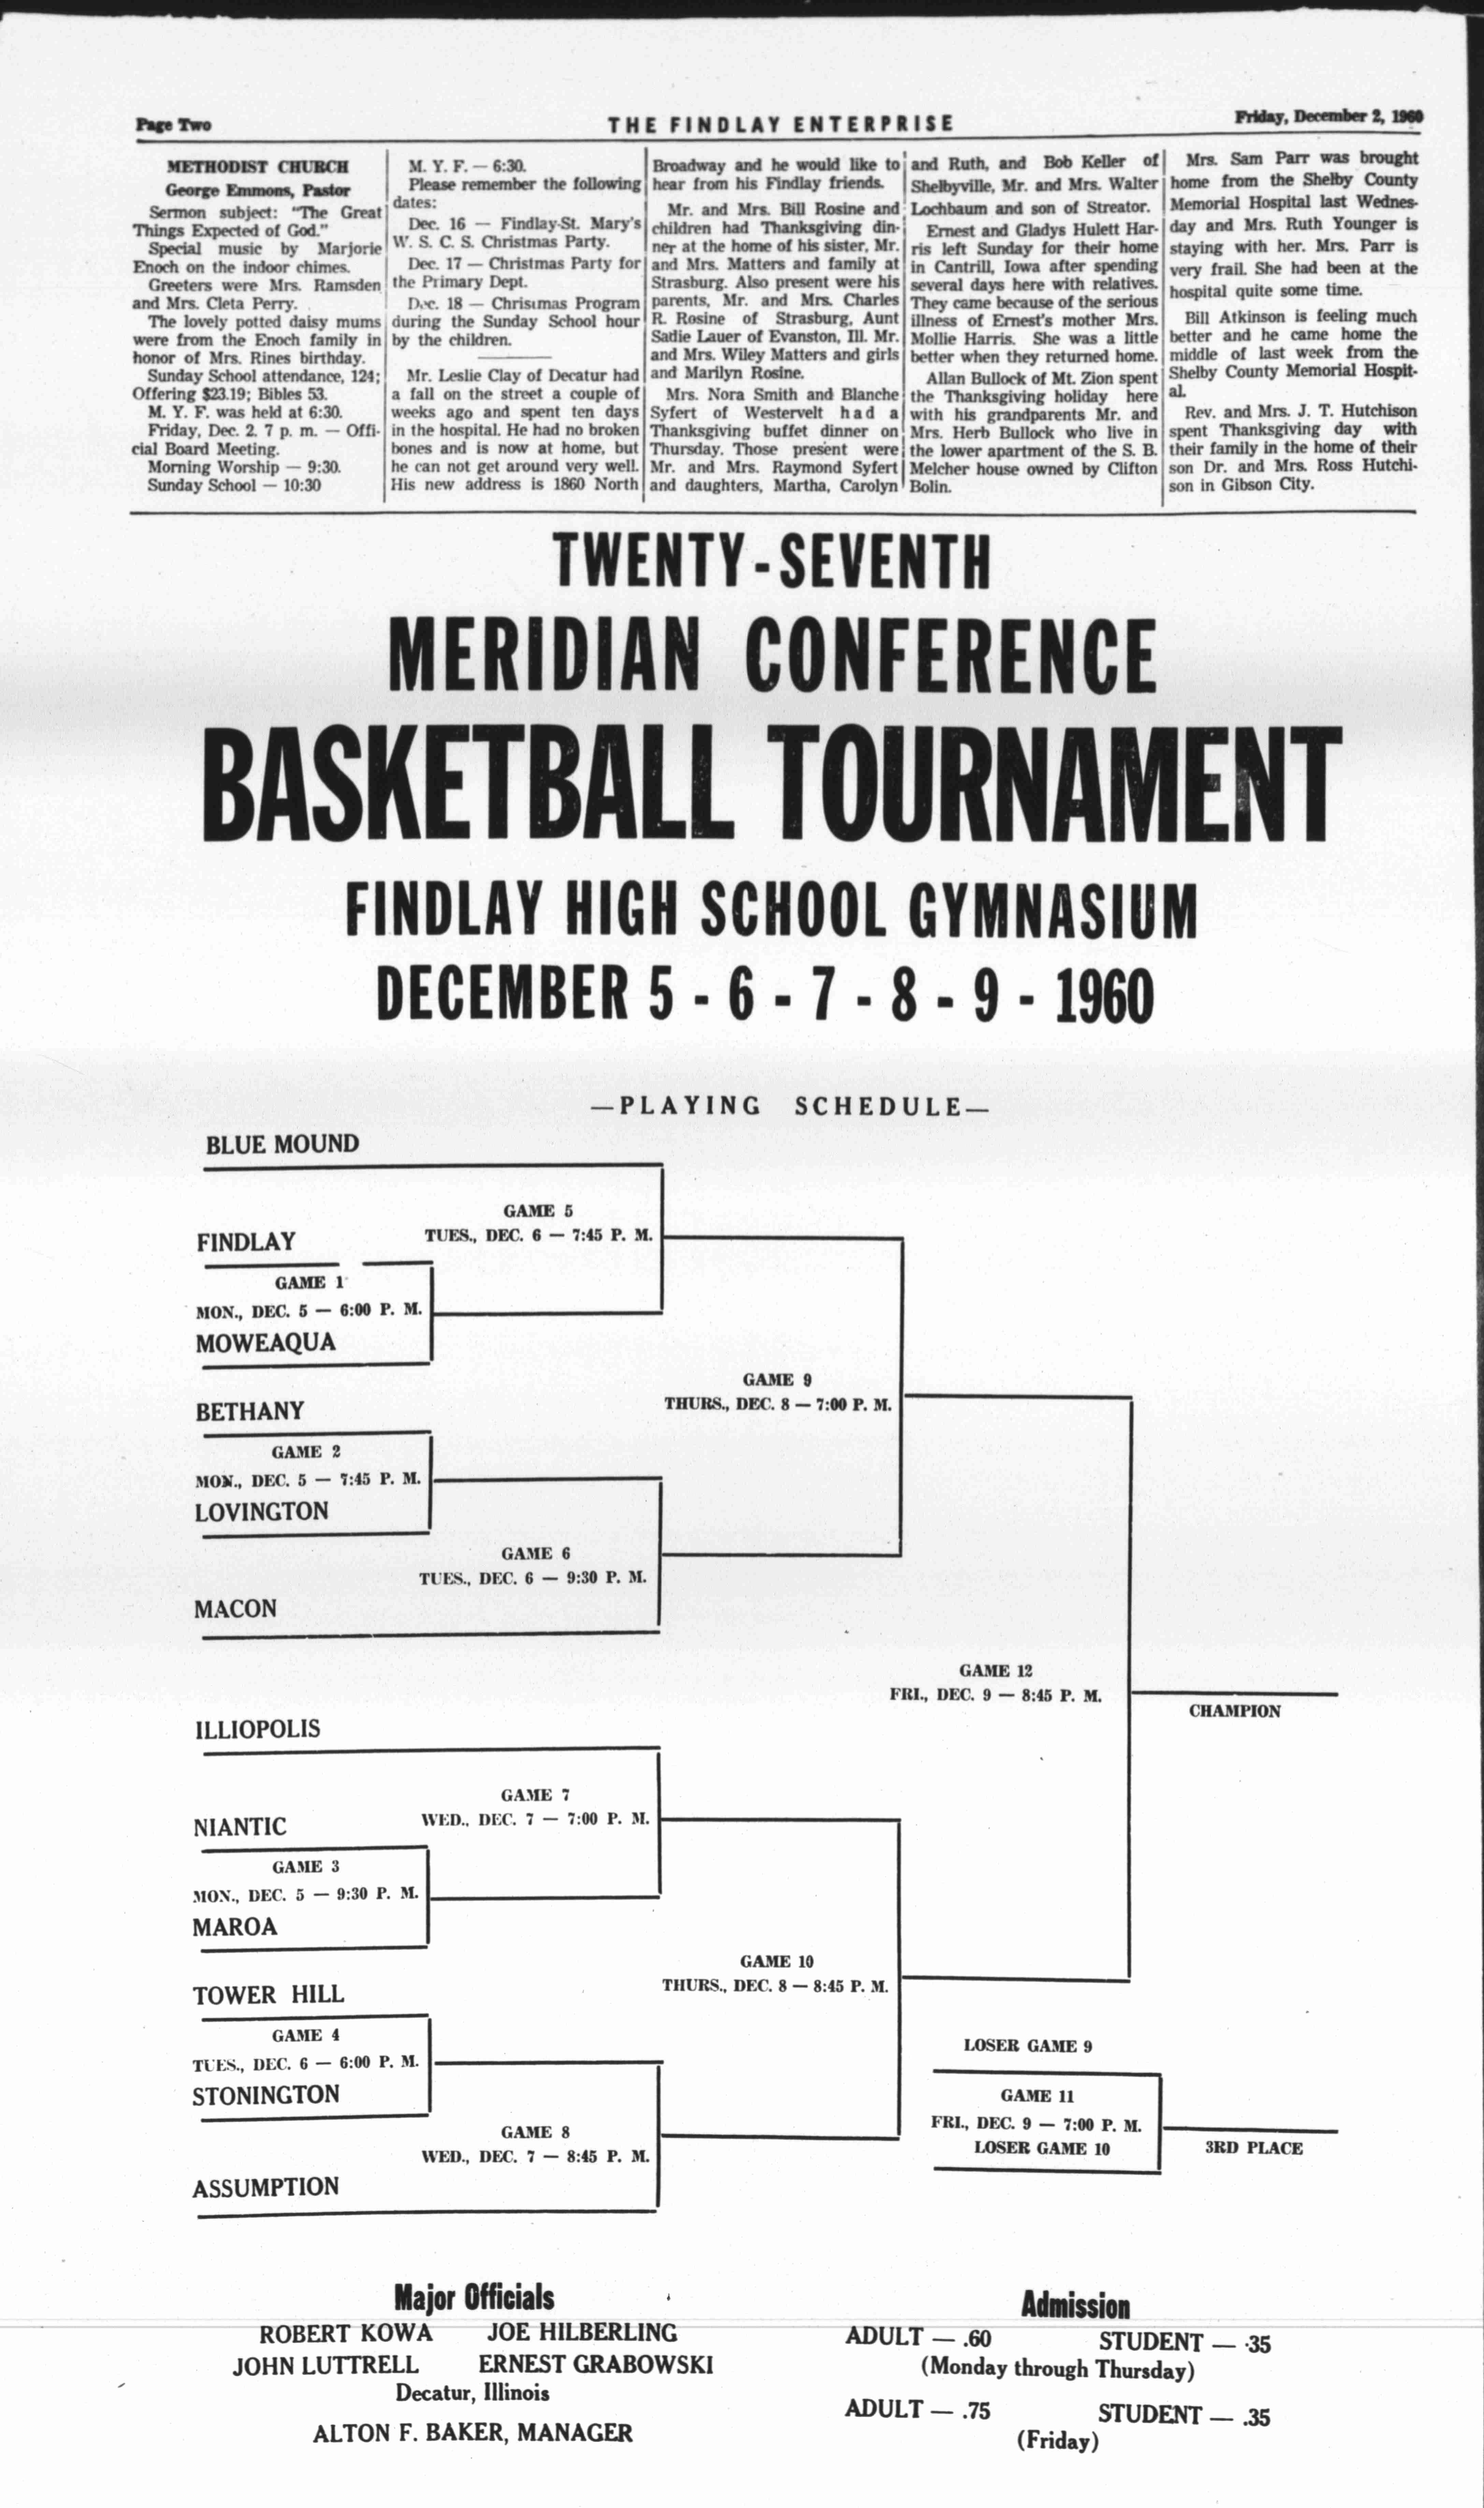 Page Two
THE FINDLAY ENTERPRISE
Friday, December 2, 1960
METHODIST CHURCH
George Emmons, Pastor
Sermon subject: "The Great
Things Expected of God."
Special music by Marjorie
Enoch on the indoor chimes.
Greeters were Mrs. Ramsden
and Mrs. Cleta Perry.
The lovely potted daisy mums
were from the Enoch family in
honor of Mrs. Rines birthday.
Sunday School attendance, 124;
Offering $23.19; Bibles 53.
M. Y. F. was held at 6:30.
Friday, Dec. 2. 7 p. m. — Offi-
cial Board Meeting.
Morning Worship — 9:30.
Sunday School — 10:30
M. Y. F. — 6:30.
Please remember the following
dates:
Dec. 16 — Findlay-St. Mary's
W. S. C. S. Christmas Party.
Dec. 17 — Christmas Party for
the Primary Dept.
Dec. 18 — Christmas Program
during the Sunday School hour
by the children.
Mr. Leslie Clay of Decatur had
a fall on the street a couple of
weeks ago and spent ten days
in the hospital. He had no broken
bones and is now at home, but
he can not get around very well.
His new address is 1860 North
Broadway and he would like to
hear from his Findlay friends.
Mr. and Mrs. Bill Rosine and
children had Thanksgiving din-
ner at the home of his sister, Mr.
and Mrs. Matters and family at
Strasburg. Also present were his
parents, Mr. and Mrs. Charles
R. Rosine of Strasburg, Aunt
Sadie Lauer of Evanston, Ill. Mr.
and Mrs. Wiley Matters and girls
and Marilyn Rosine.
Mrs. Nora Smith and Blanche
Syfert of Westervelt had a
Thanksgiving buffet dinner on
Thursday. Those present were
Mr. and Mrs. Raymond Syfert
and daughters, Martha, Carolyn
and Ruth, and Bob Keller of
Shelbyville, Mr. and Mrs. Walter
Lochbaum and son of Streator.
Ernest and Gladys Hulett Har-
ris left Sunday for their home
in Cantrill, Iowa after spending
several days here with relatives.
They came because of the serious
illness of Ernest's mother Mrs.
Mollie Harris. She was a little
better when they returned home.
Allan Bullock of Mt. Zion spent
the Thanksgiving holiday here
with his grandparents Mr. and
Mrs. Herb Bullock who live in
the lower apartment of the S. B.
Melcher house owned by Clifton
Bolin.
Mrs. Sam Parr was brought
home from the Shelby County
Memorial Hospital last Wednes-
day and Mrs. Ruth Younger is
staying with her. Mrs. Parr is
very frail. She had been at the
hospital quite some time.
Bill Atkinson is feeling much
better and he came home the
middle of last week from the
Shelby County Memorial Hospit-
al.
Rev. and Mrs. J. T. Hutchison
spent Thanksgiving day with
their family in the home of their
son Dr. and Mrs. Ross Hutchi-
son in Gibson City.
TWENTY-SEVENTH
MERIDIAN CONFERENCE
BASKETBALL TOURNAMENT
FINDLAY HIGH SCHOOL GYMNASIUM
DECEMBER 5 - 6 - 7 - 8 - 9 - 1960
—PLAYING SCHEDULE—
BLUE MOUND
GAME 5
TUES., DEC. 6 — 7:45 P. M.
FINDLAY
GAME 1
MON., DEC. 5 — 6:00 P. M.
MOWEAQUA
GAME 9
THURS., DEC. 8 — 7:00 P. M.
BETHANY
GAME 2
MON., DEC. 5 — 7:45 P. M.
LOVINGTON
GAME 6
TUES., DEC. 6 — 9:30 P. M.
MACON
GAME 12
FRI., DEC. 9 — 8:45 P. M.
CHAMPION
ILLIOPOLIS
GAME 7
WED., DEC. 7 — 7:00 P. M.
NIANTIC
GAME 3
MON., DEC. 5 — 9:30 P. M.
MAROA
GAME 10
THURS., DEC. 8 — 8:45 P. M.
TOWER HILL
GAME 4
TUES., DEC. 6 — 6:00 P. M.
STONINGTON
GAME 8
WED., DEC. 7 — 8:45 P. M.
ASSUMPTION
LOSER GAME 9
GAME 11
FRI., DEC. 9 — 7:00 P. M.
LOSER GAME 10
3RD PLACE
Major Officials
ROBERT KOWA JOE HILBERLING
JOHN LUTTRELL ERNEST GRABOWSKI
Decatur, Illinois
ALTON F. BAKER, MANAGER
Admission
ADULT — .60 STUDENT — .35
(Monday through Thursday)
ADULT — .75 STUDENT — .35
(Friday)